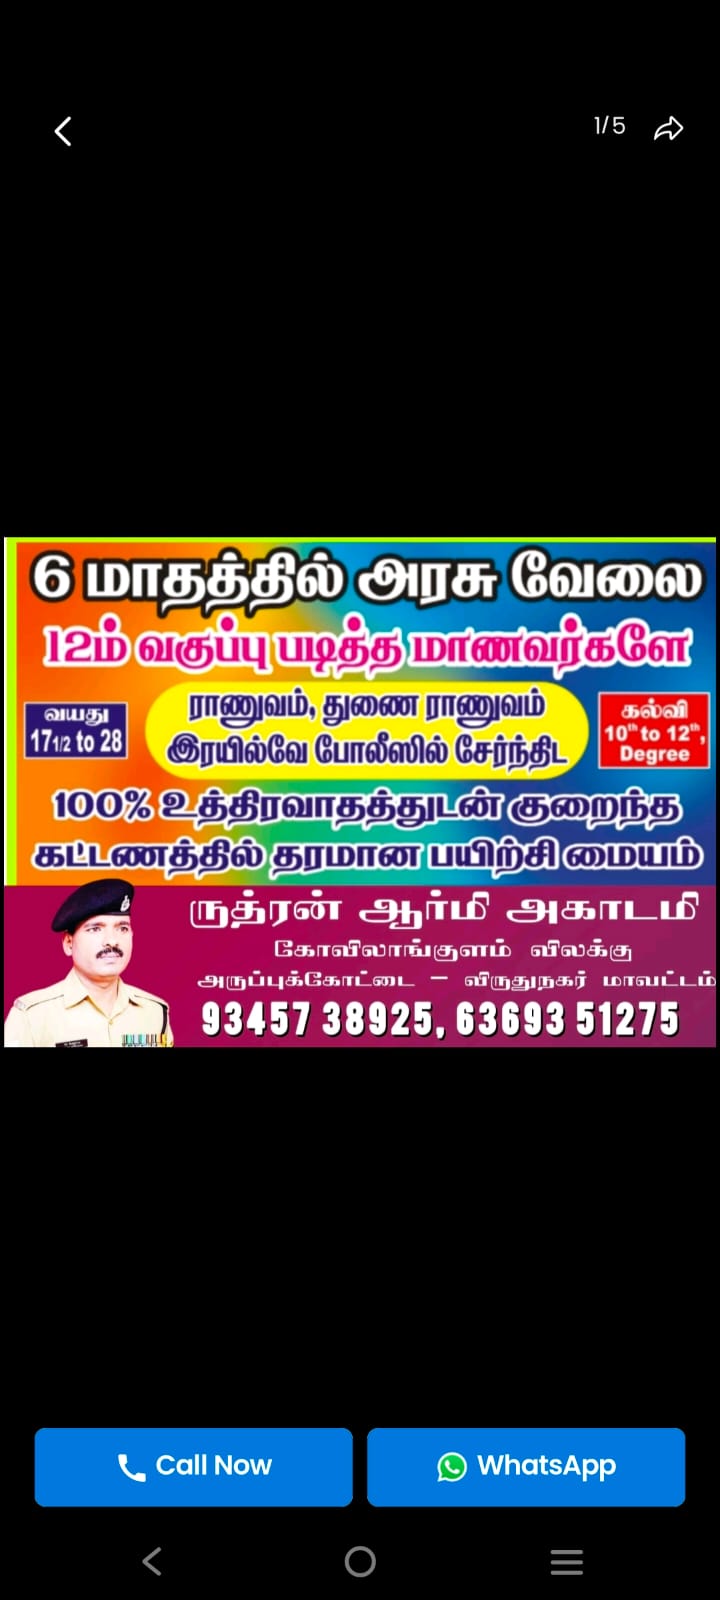 1/5
6 மாதத்தில் அரசு வேலை
12ம் வகுப்பு படித்த மாணவர்களே
வயது
17 1/2 to 28
ராணுவம், துணை ராணுவம்
இரயில்வே போலீஸில் சேர்ந்திட
கல்வி
10th to 12th,
Degree
100% உத்திரவாதத்துடன் குறைந்த
கட்டணத்தில் தரமான பயிற்சி மையம்
ருத்ரன் ஆர்மி அகாடமி
கோவிலாங்குளம் விலக்கு
அருப்புக்கோட்டை – விருதுநகர் மாவட்டம்
93457 38925, 63693 51275
Call Now
WhatsApp